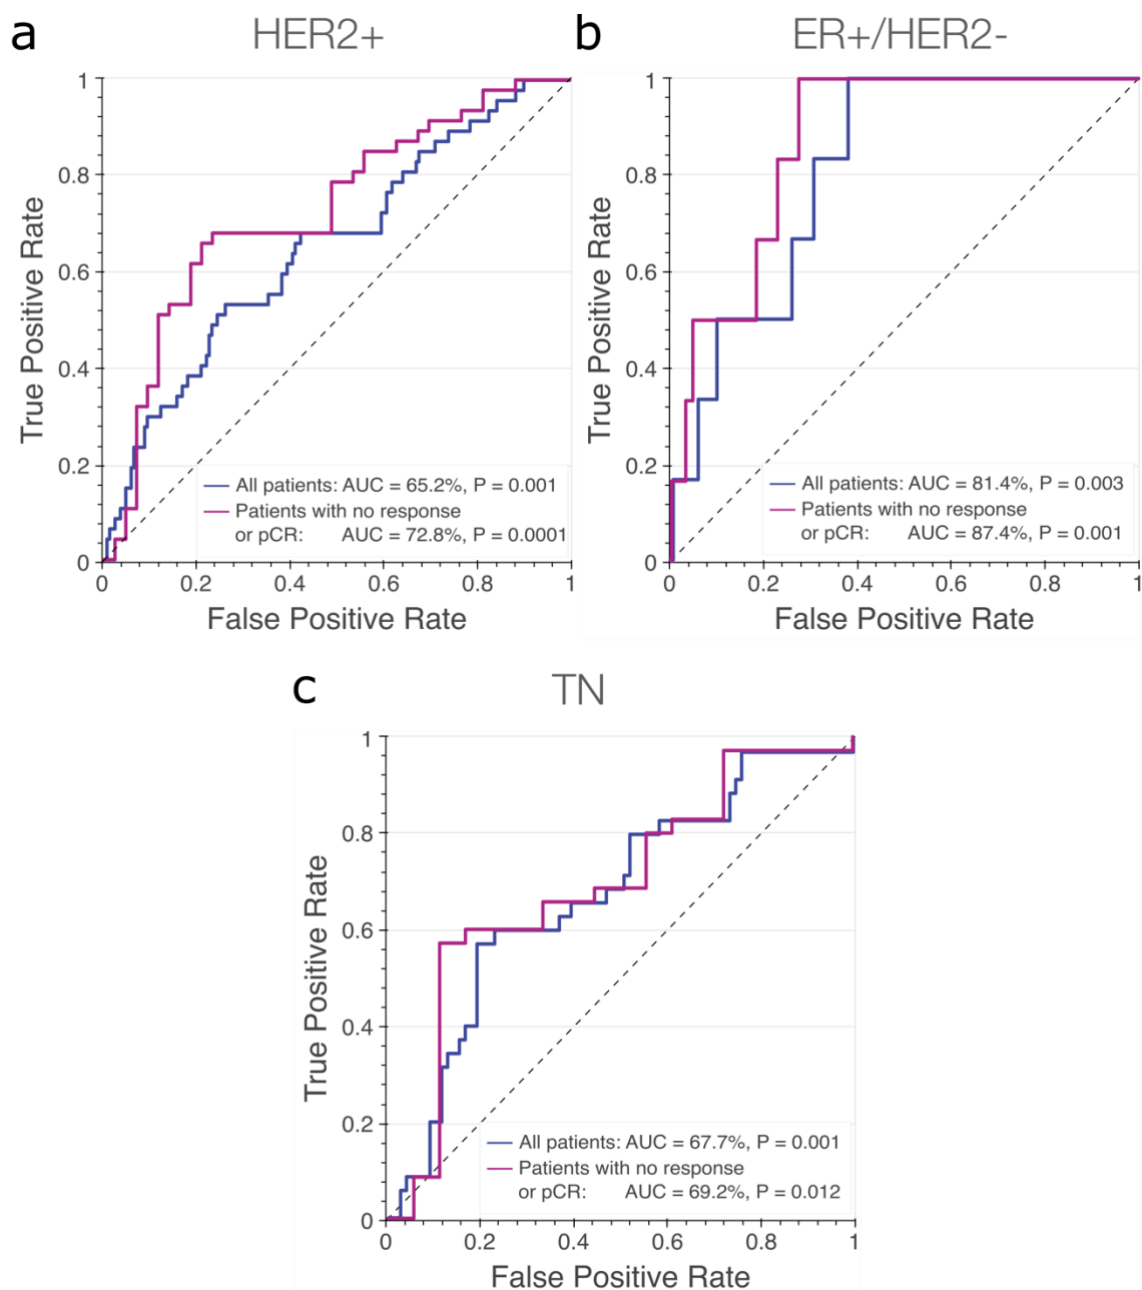 a
HER2+
True Positive Rate
1
0.8
0.6
0.4
0.2
0
All patients: AUC = 65.2%, P = 0.001
Patients with no response
or pCR: AUC = 72.8%, P = 0.0001
0 0.2 0.4 0.6 0.8 1
False Positive Rate
b
ER+/HER2-
True Positive Rate
1
0.8
0.6
0.4
0.2
0
All patients: AUC = 81.4%, P = 0.003
Patients with no response
or pCR: AUC = 87.4%, P = 0.001
0 0.2 0.4 0.6 0.8 1
False Positive Rate
c
TN
True Positive Rate
1
0.8
0.6
0.4
0.2
0
All patients: AUC = 67.7%, P = 0.001
Patients with no response
or pCR: AUC = 69.2%, P = 0.012
0 0.2 0.4 0.6 0.8 1
False Positive Rate